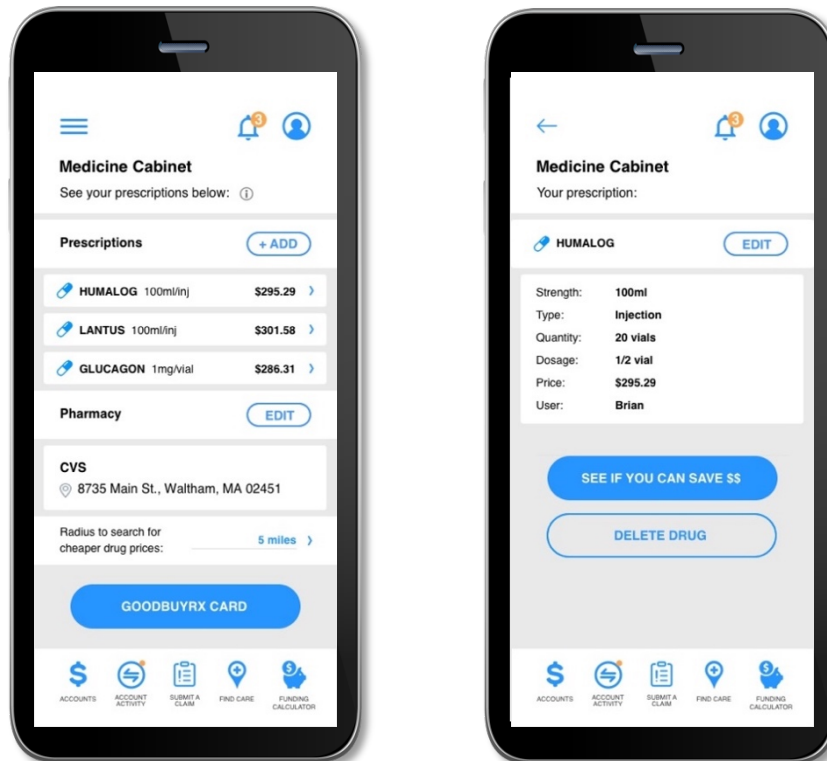 3
Medicine Cabinet
See your prescriptions below:
Prescriptions
+ ADD
HUMALOG 100ml/inj $295.29
LANTUS 100ml/inj $301.58
GLUCAGON 1mg/vial $286.31
Pharmacy
EDIT
CVS
8735 Main St., Waltham, MA 02451
Radius to search for
cheaper drug prices:
5 miles
GOODBUYRX CARD
ACCOUNTS
ACCOUNT
ACTIVITY
SUBMIT A
CLAIM
FIND CARE
FUNDING
CALCULATOR
3
Medicine Cabinet
Your prescription:
HUMALOG
EDIT
Strength: 100ml
Type: Injection
Quantity: 20 vials
Dosage: 1/2 vial
Price: $295.29
User: Brian
SEE IF YOU CAN SAVE $$
DELETE DRUG
ACCOUNTS
ACCOUNT
ACTIVITY
SUBMIT A
CLAIM
FIND CARE
FUNDING
CALCULATOR